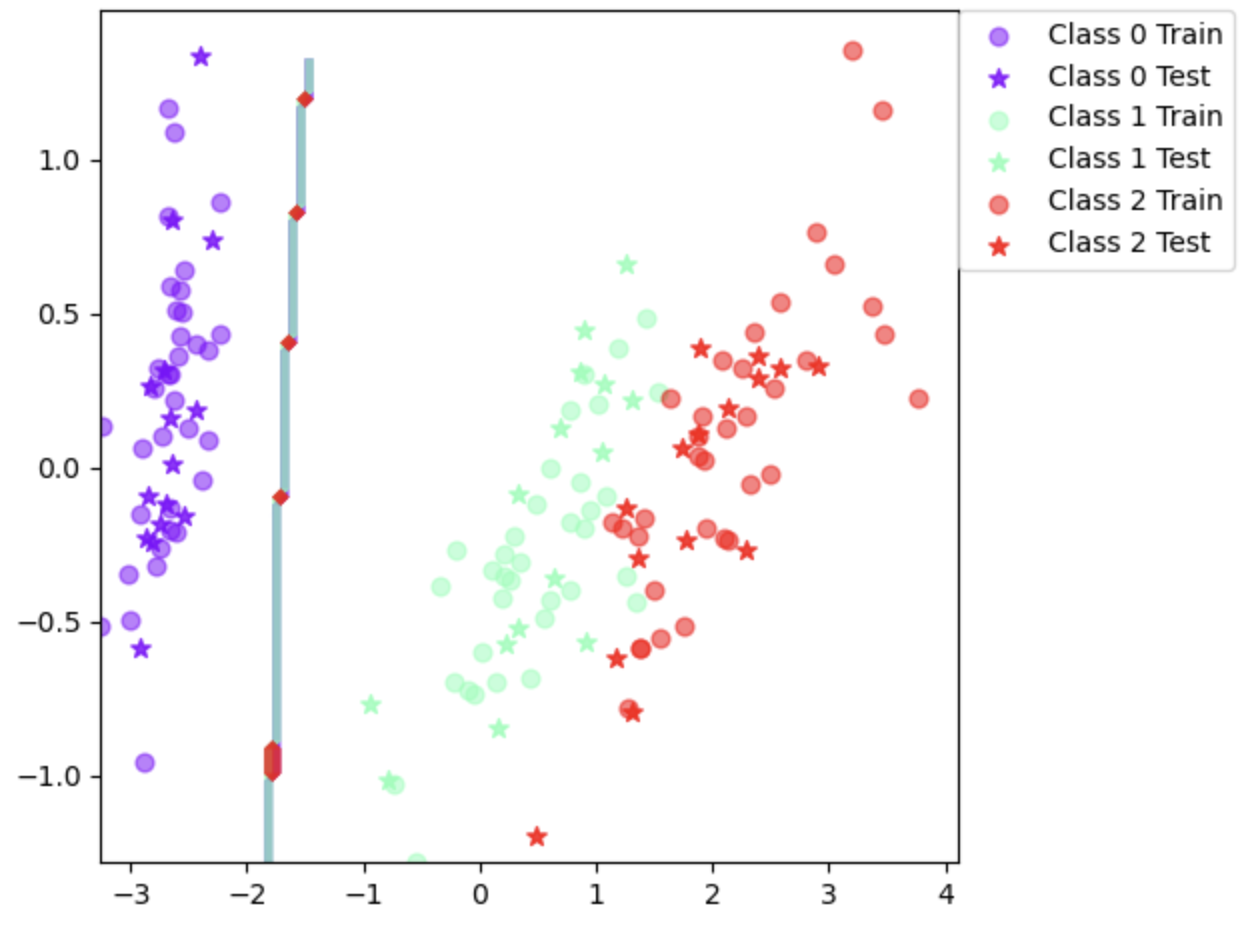 Class 0 Train
Class 0 Test
Class 1 Train
Class 1 Test
Class 2 Train
Class 2 Test
1.0
0.5
0.0
−0.5
−1.0
−3 −2 −1 0 1 2 3 4